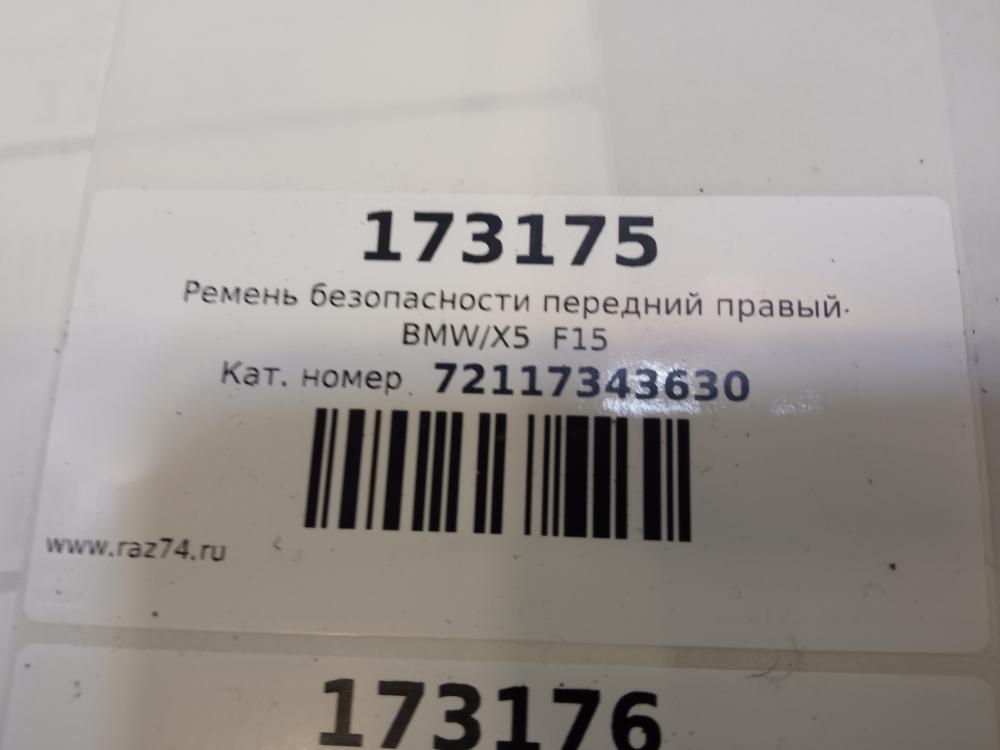 173175
Ремень безопасности передний правый·
BMW/X5 F15
Кат. номер 72117343630
www.raz74.ru
173176